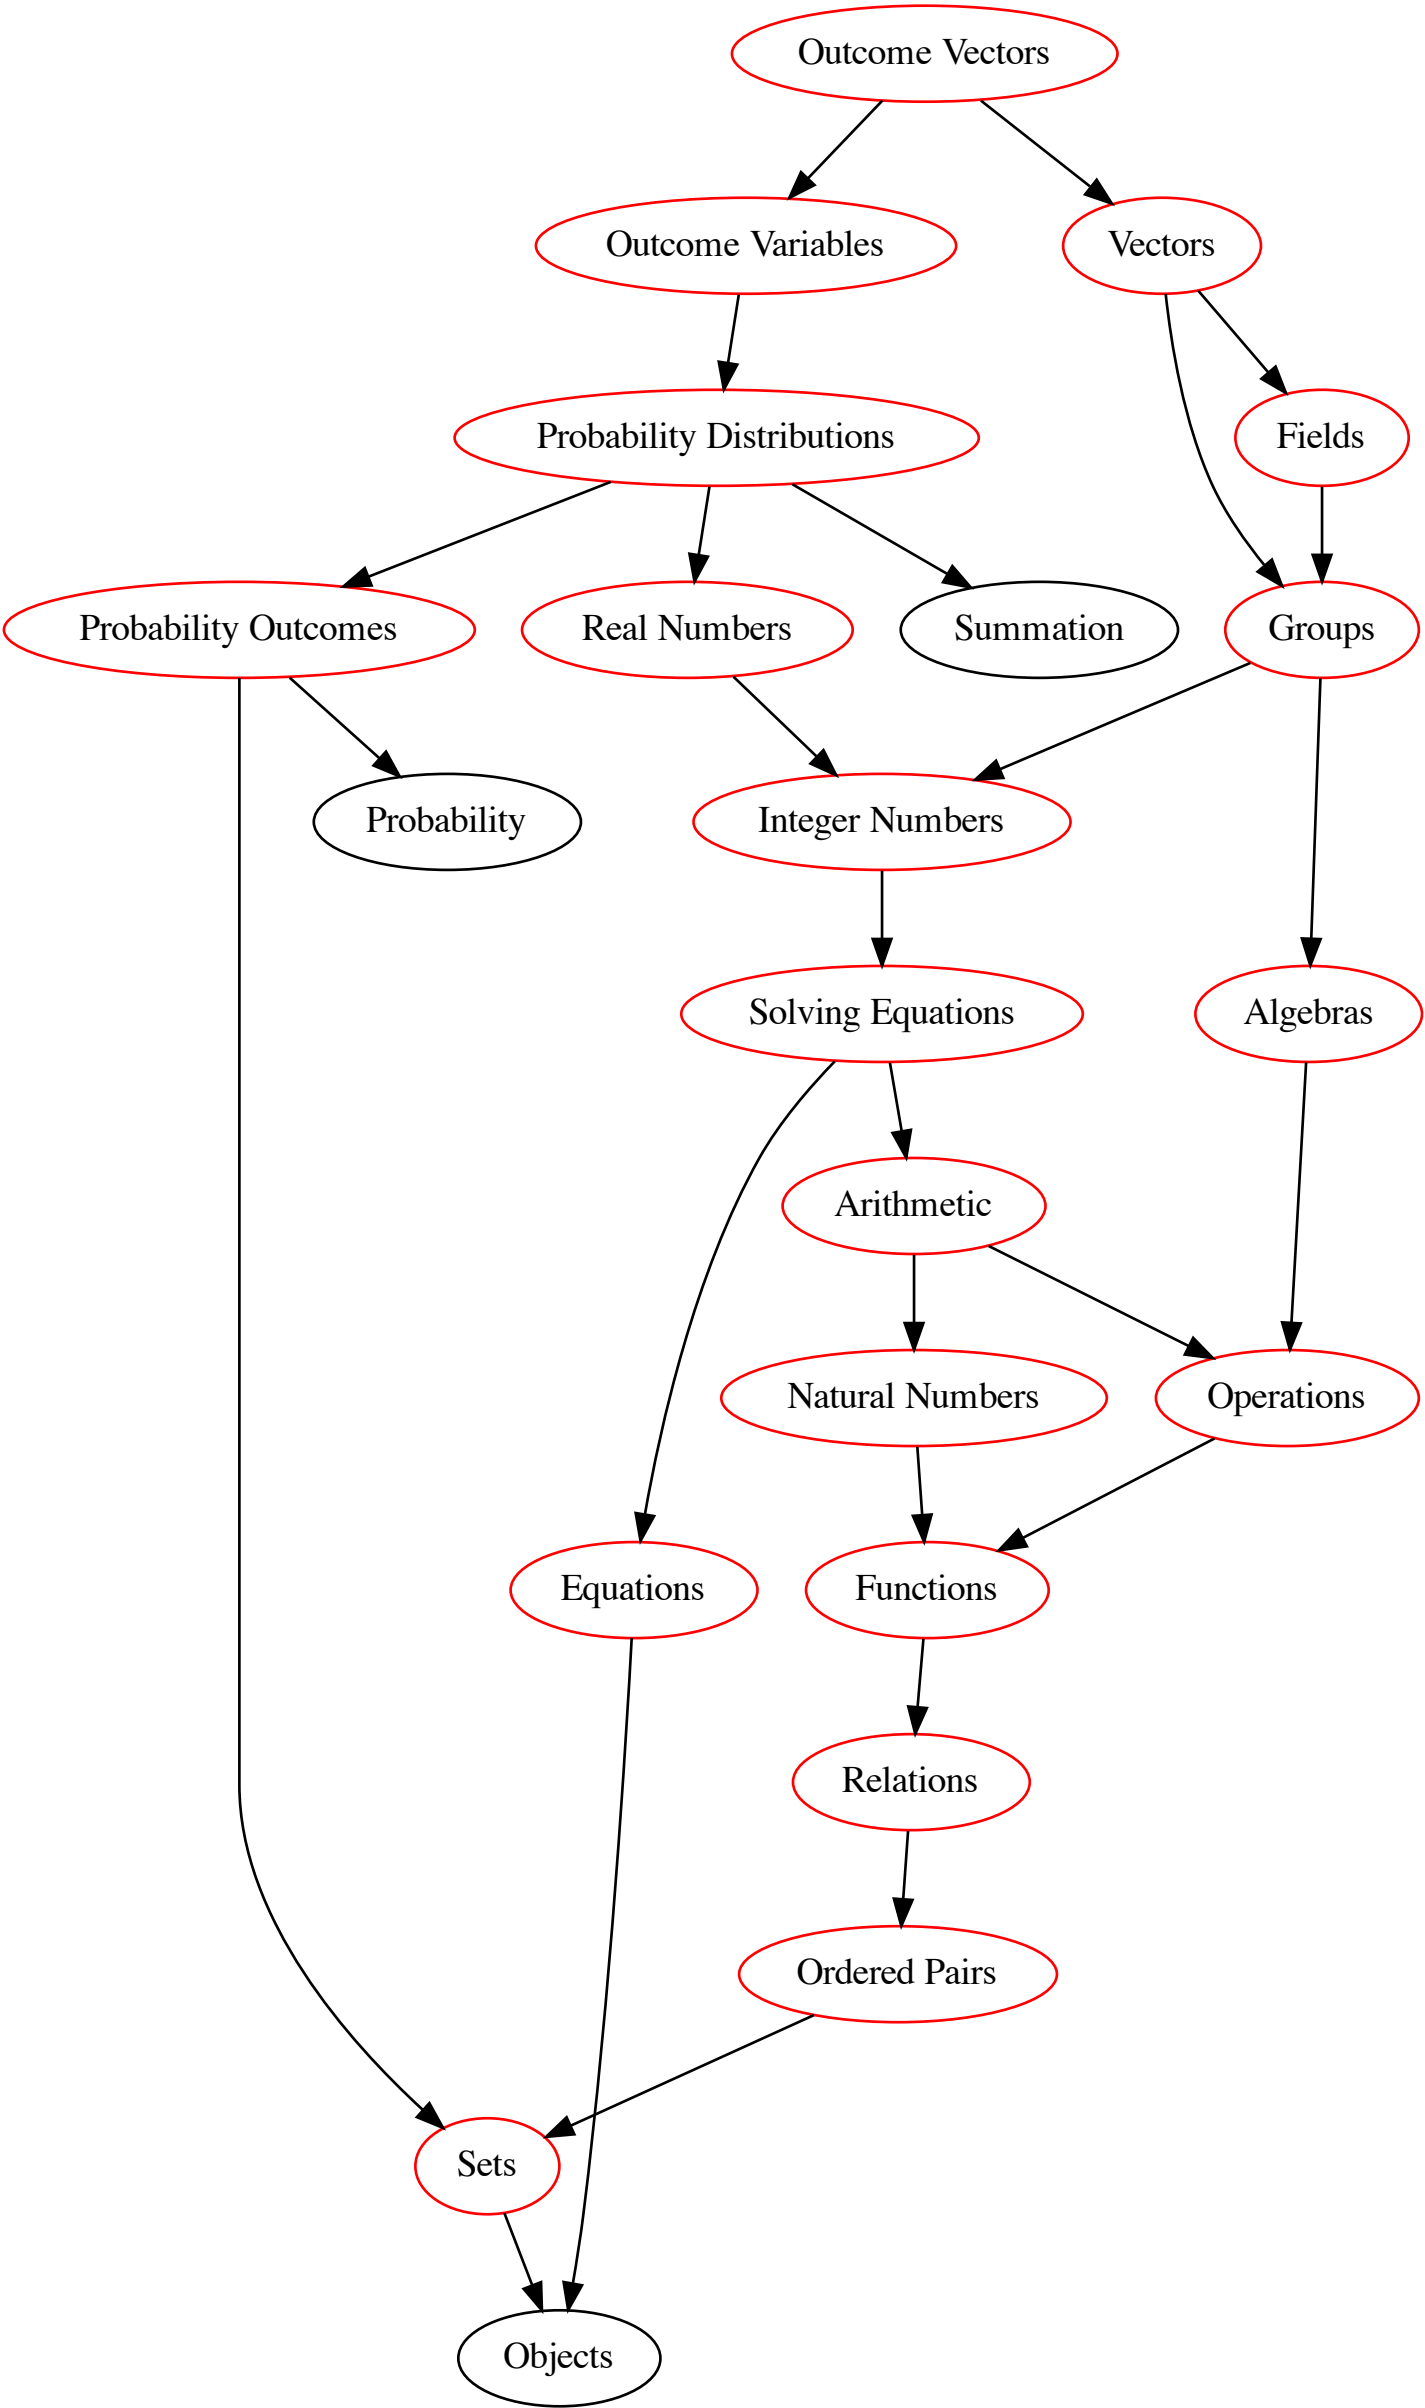 Outcome Vectors
Outcome Variables
Vectors
Probability Distributions
Fields
Probability Outcomes
Real Numbers
Summation
Groups
Probability
Integer Numbers
Solving Equations
Algebras
Arithmetic
Natural Numbers
Operations
Equations
Functions
Relations
Ordered Pairs
Sets
Objects